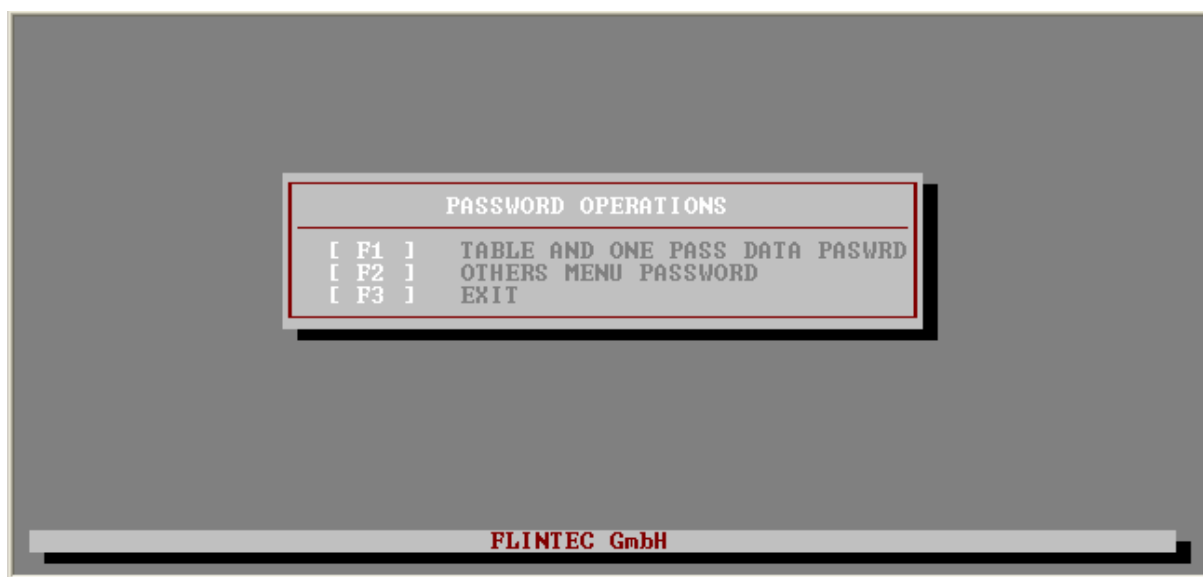 PASSWORD OPERATIONS
[ F1 ] TABLE AND ONE PASS DATA PASWRD
[ F2 ] OTHERS MENU PASSWORD
[ F3 ] EXIT
FLINTEC GmbH